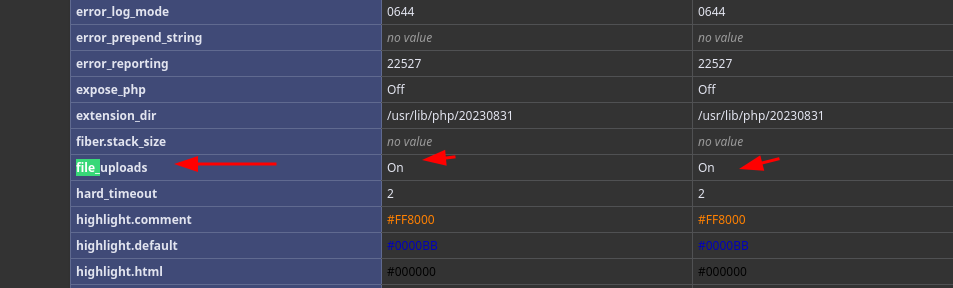 error_log_mode 0644 0644
error_prepend_string no value no value
error_reporting 22527 22527
expose_php Off Off
extension_dir /usr/lib/php/20230831 /usr/lib/php/20230831
fiber.stack_size no value no value
file_uploads On On
hard_timeout 2 2
highlight.comment #FF8000 #FF8000
highlight.default #0000BB #0000BB
highlight.html #000000 #000000